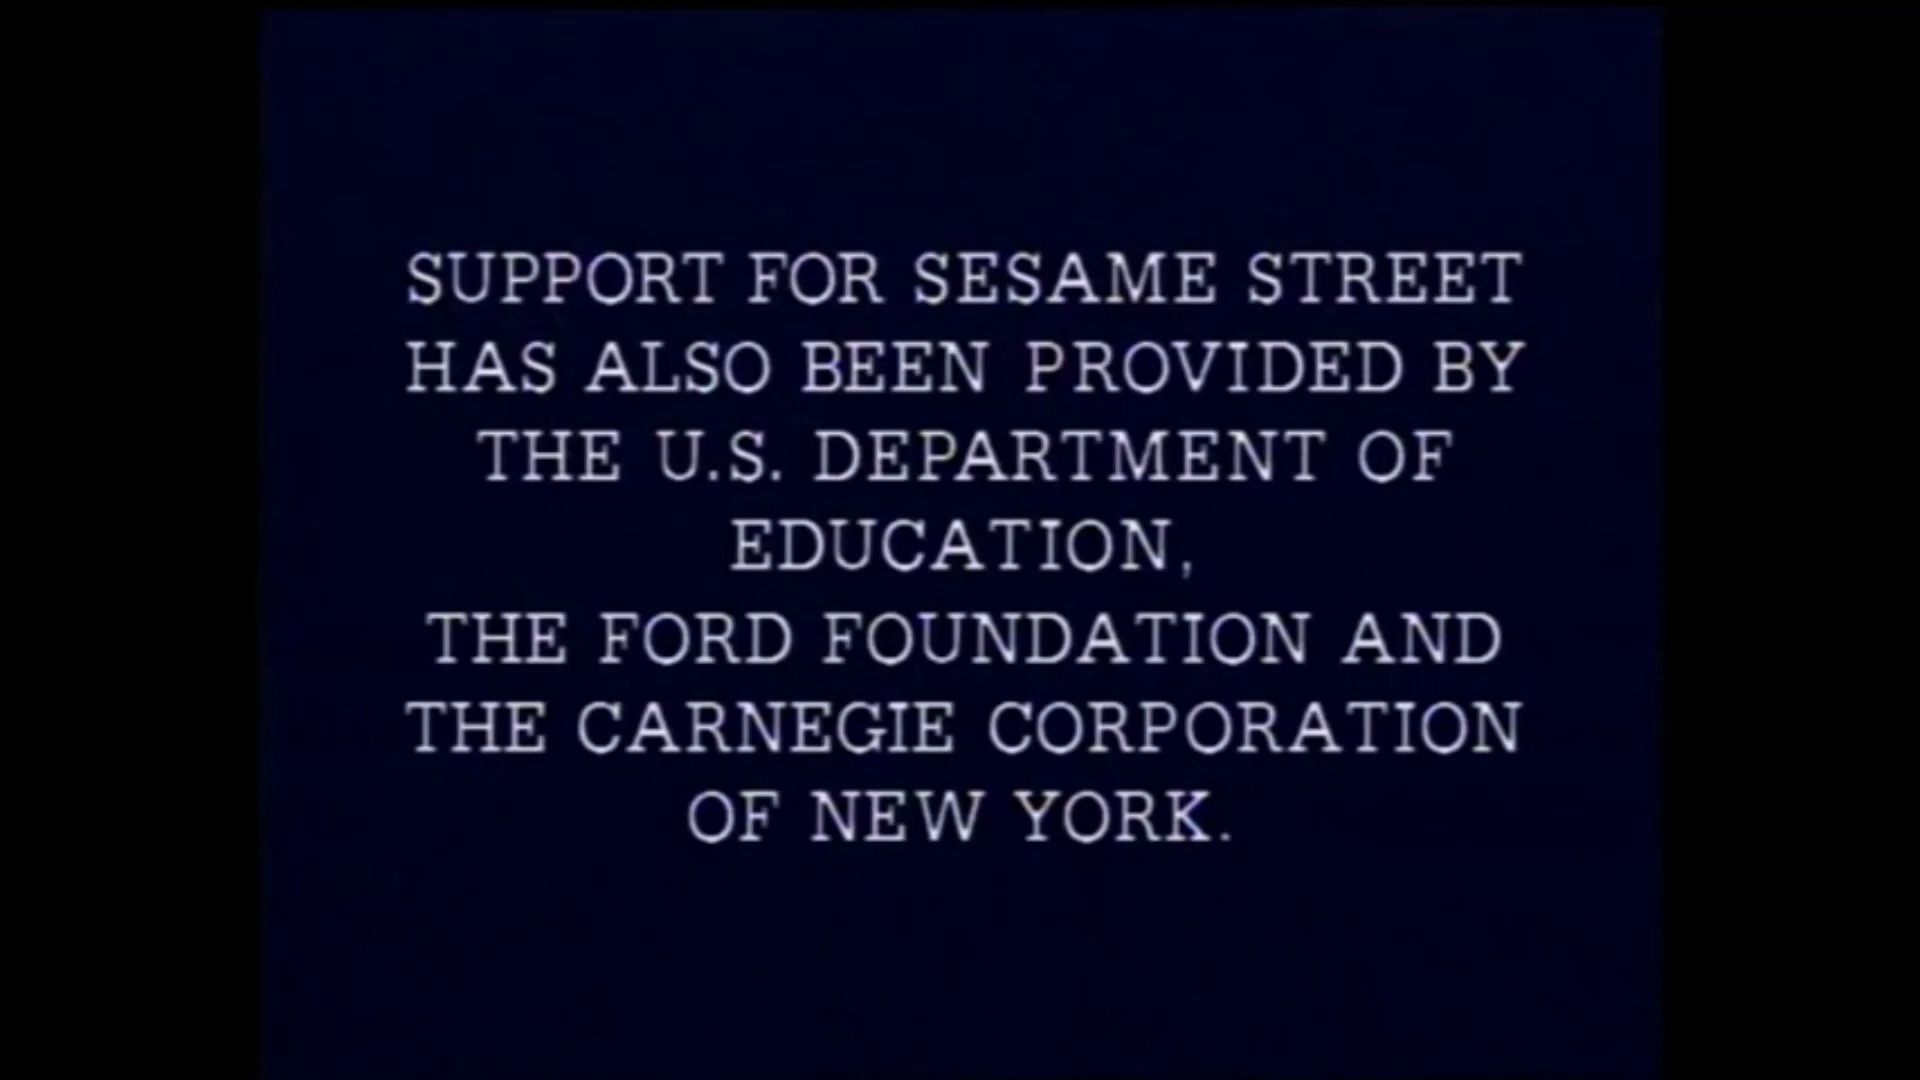 SUPPORT FOR SESAME STREET
HAS ALSO BEEN PROVIDED BY
THE U.S. DEPARTMENT OF
EDUCATION,
THE FORD FOUNDATION AND
THE CARNEGIE CORPORATION
OF NEW YORK.